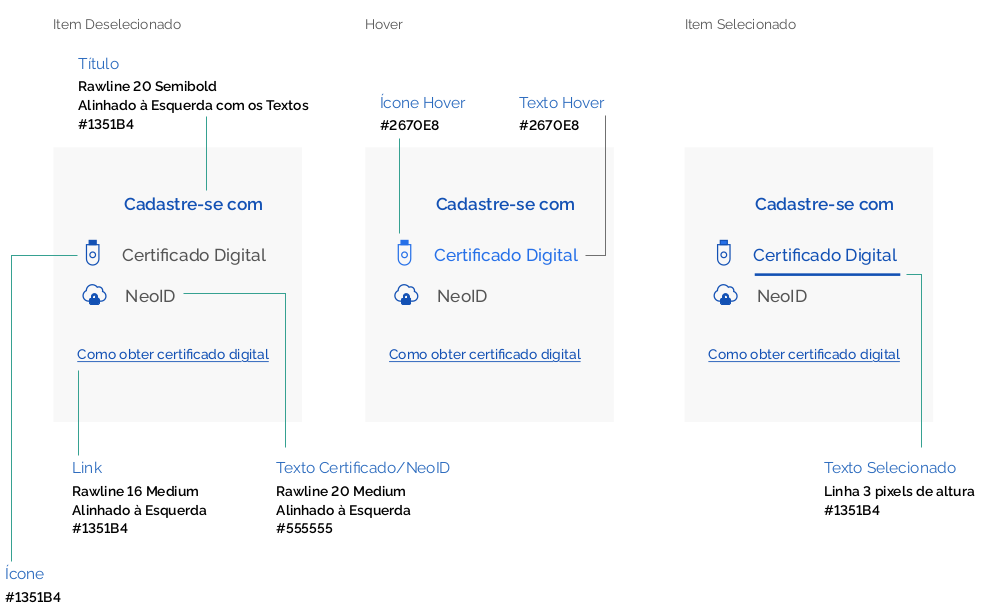 Item Deselecionado
Hover
Item Selecionado
Título
Rawline 20 Semibold
Alinhado à Esquerda com os Textos
#1351B4
Ícone Hover
#2670E8
Texto Hover
#2670E8
Cadastre-se com
Certificado Digital
NeoID
Como obter certificado digital
Cadastre-se com
Certificado Digital
NeoID
Como obter certificado digital
Cadastre-se com
Certificado Digital
NeoID
Como obter certificado digital
Link
Rawline 16 Medium
Alinhado à Esquerda
#1351B4
Texto Certificado/NeoID
Rawline 20 Medium
Alinhado à Esquerda
#555555
Texto Selecionado
Linha 3 pixels de altura
#1351B4
Ícone
#1351B4